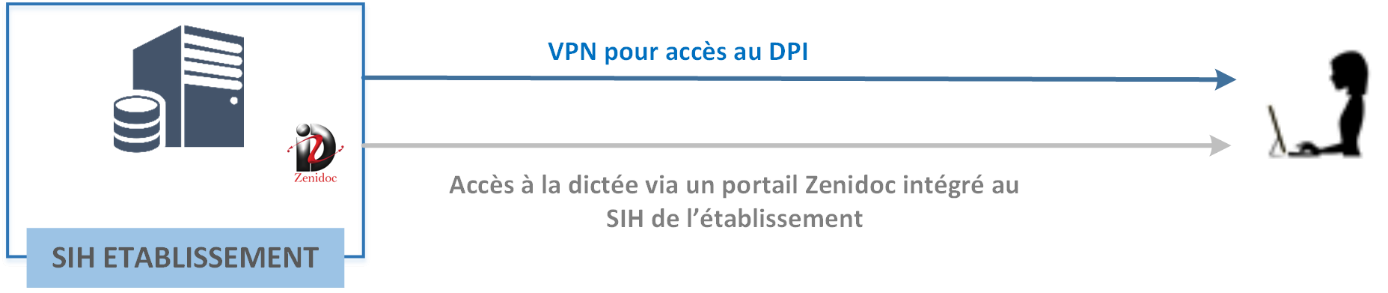 VPN pour accès au DPI
Zenidoc
Accès à la dictée via un portail Zenidoc intégré au
SIH de l’établissement
SIH ETABLISSEMENT